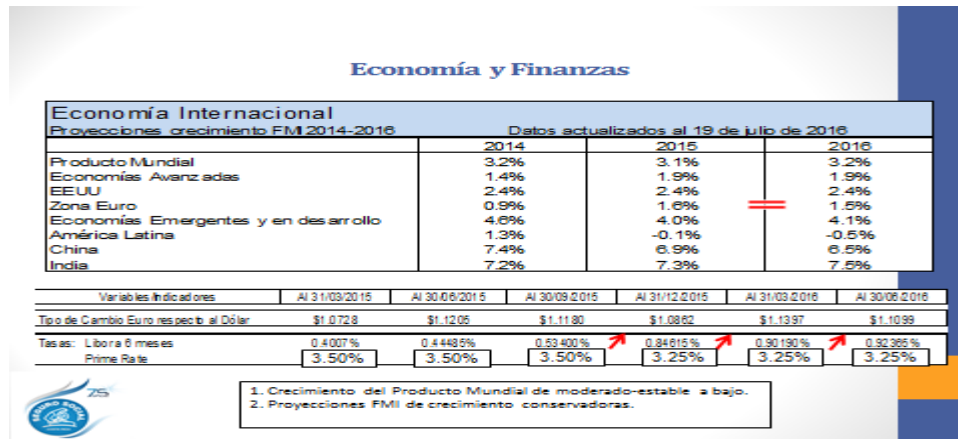 Economía y Finanzas
Economía Internacional
Proyecciones crecimiento FMI 2014-2016 Datos actualizados al 19 de julio de 2016
2014 2015 2016
Producto Mundial 3.2% 3.1% 3.2%
Economías Avanzadas 1.4% 1.9% 1.9%
EEUU 2.4% 2.4% 2.4%
Zona Euro 0.9% 1.6% 1.5%
Economías Emergentes y en desarrollo 4.6% 4.0% 4.1%
América Latina 1.3% -0.1% -0.5%
China 7.4% 6.9% 6.5%
India 7.2% 7.3% 7.5%
Variables/Indicadores Al 31/03/2015 Al 30/06/2015 Al 30/09/2015 Al 31/12/2015 Al 31/03/2016 Al 30/06/2016
Tipo de Cambio Euro respecto al Dólar $1.0728 $1.1205 $1.1180 $1.0862 $1.1397 $1.1099
Tasas: Libor a 6 meses 0.4007% 0.44485% 0.53400% 0.84615% 0.90190% 0.92365%
Prime Rate 3.50% 3.50% 3.50% 3.25% 3.25% 3.25%
1. Crecimiento del Producto Mundial de moderado-estable a bajo.
2. Proyecciones FMI de crecimiento conservadoras.
75
SEGURO SOCIAL